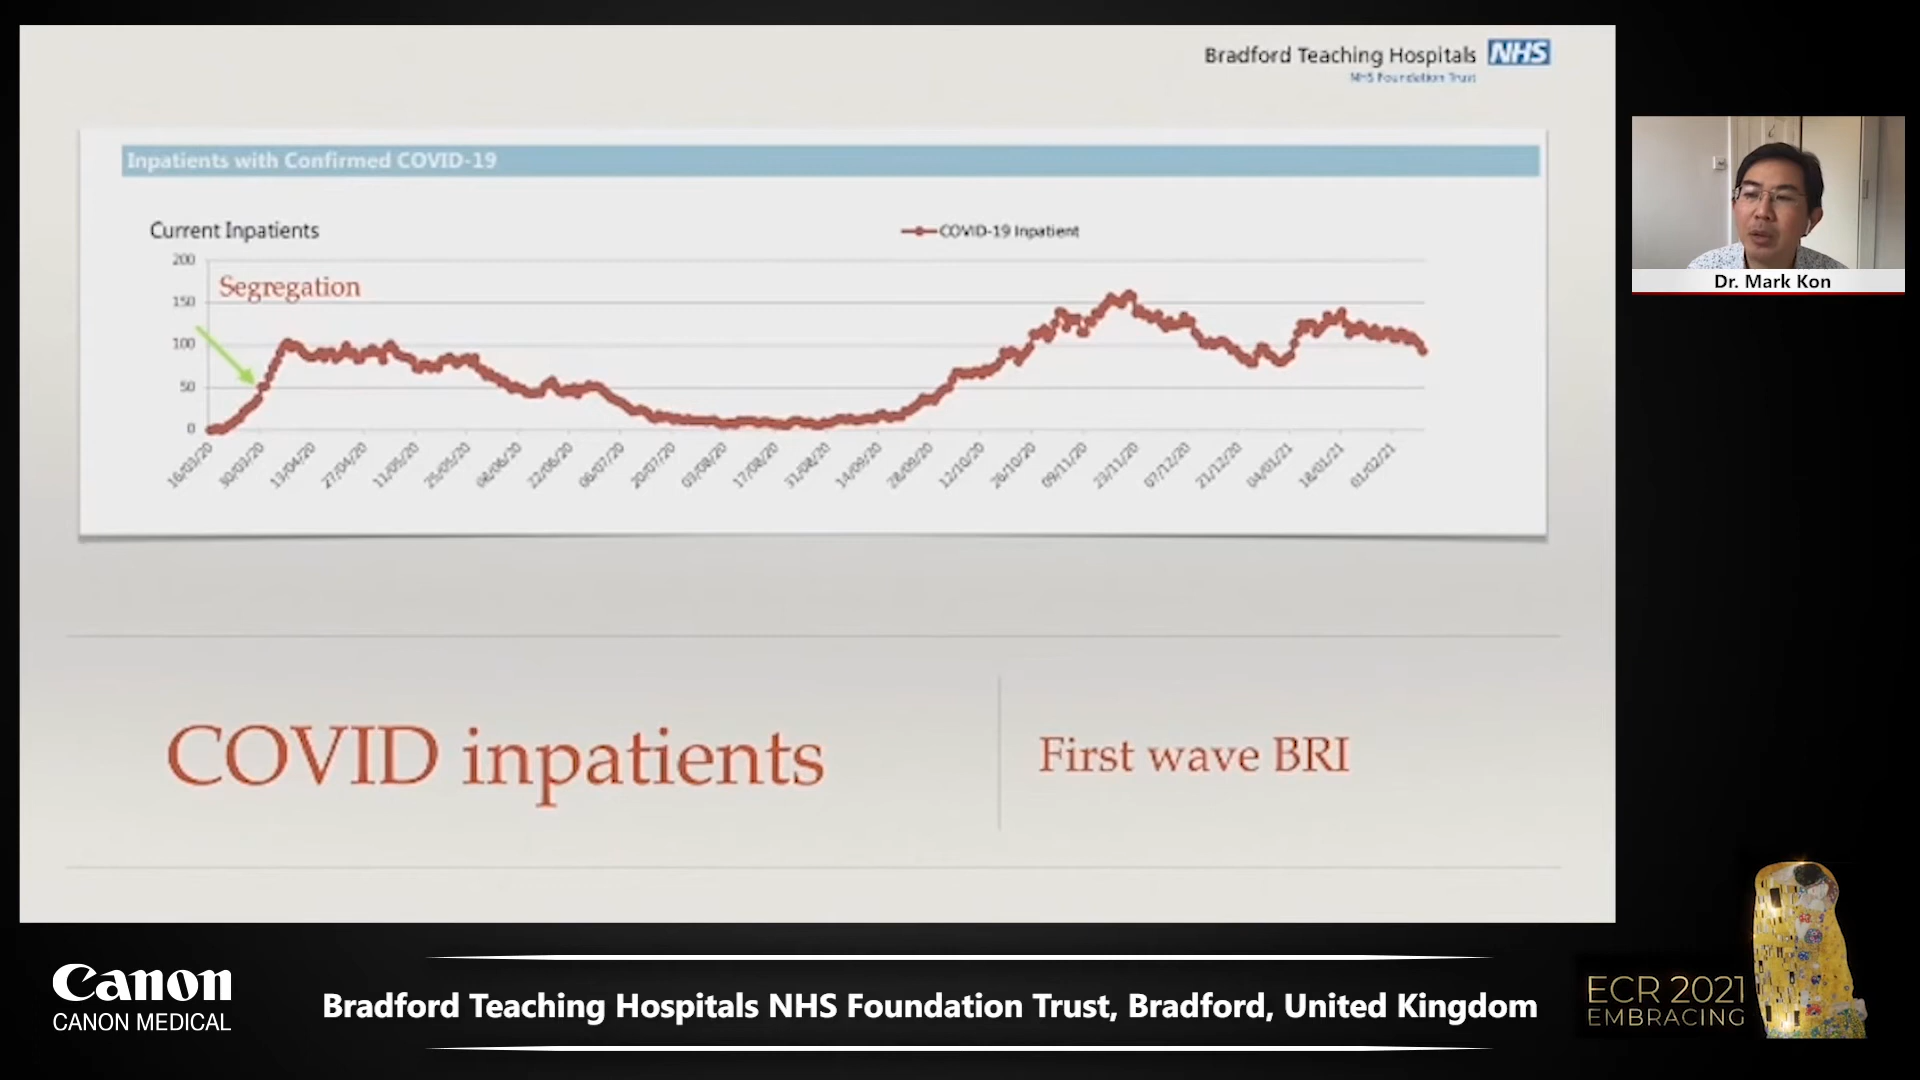 Bradford Teaching Hospitals NHS
NHS Foundation Trust
Inpatients with Confirmed COVID-19
Current Inpatients
COVID-19 Inpatient
200
Segregation
150
100
50
0
16/03/20 30/03/20 13/04/20 27/04/20 11/05/20 25/05/20 08/06/20 22/06/20 06/07/20 20/07/20 03/08/20 17/08/20 31/08/20 14/09/20 28/09/20 12/10/20 26/10/20 09/11/20 23/11/20 07/12/20 21/12/20 04/01/21 18/01/21 01/02/21
Dr. Mark Kon
COVID inpatients
First wave BRI
Canon
CANON MEDICAL
Bradford Teaching Hospitals NHS Foundation Trust, Bradford, United Kingdom
ECR 2021
EMBRACING